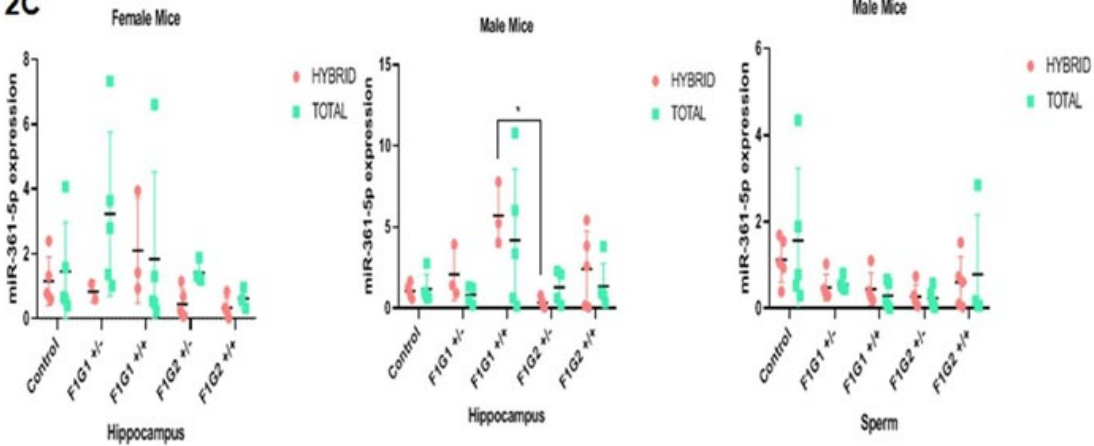 2C
Female Mice
8
6
4
2
0
miR-361-5p expression
HYBRID
TOTAL
Control
F1G1 +/-
F1G1 +/+
F1G2 +/-
F1G2 +/+
Hippocampus
Male Mice
15
10
5
0
miR-361-5p expression
*
HYBRID
TOTAL
Control
F1G1 +/-
F1G1 +/+
F1G2 +/-
F1G2 +/+
Hippocampus
Male Mice
6
4
2
0
miR-361-5p expression
HYBRID
TOTAL
Control
F1G1 +/-
F1G1 +/+
F1G2 +/-
F1G2 +/+
Sperm